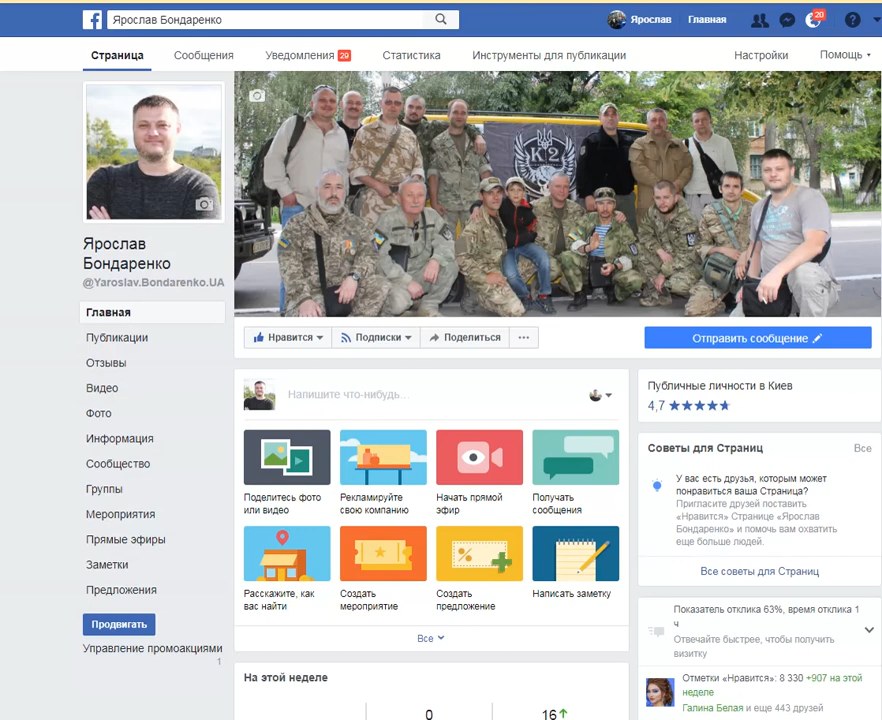 Ярослав Бондаренко
Ярослав
Главная
20
Страница
Сообщения
Уведомления 29
Статистика
Инструменты для публикации
Настройки
Помощь
K2
Ярослав
Бондаренко
@Yaroslav.Bondarenko.UA
Главная
Публикации
Отзывы
Видео
Фото
Информация
Сообщество
Группы
Мероприятия
Прямые эфиры
Заметки
Предложения
Продвигать
Управление промоакциями
1
Нравится
Подписки
Поделиться
Отправить сообщение
Напишите что-нибудь...
Поделитесь фото
или видео
Рекламируйте
свою компанию
Начать прямой
эфир
Получать
сообщения
Расскажите, как
вас найти
Создать
мероприятие
Создать
предложение
Написать заметку
Все
На этой неделе
0
16
Публичные личности в Киев
4,7
Советы для Страниц
Все
У вас есть друзья, которым может
понравиться ваша Страница?
Пригласите друзей поставить
«Нравится» Странице «Ярослав
Бондаренко» и помочь вам охватить
еще больше людей.
Все советы для Страниц
Показатель отклика 63%, время отклика 1
ч
Отвечайте быстрее, чтобы получить
визитку
Отметки «Нравится»: 8 330 +907 на этой
неделе
Галина Белая и еще 443 друзей